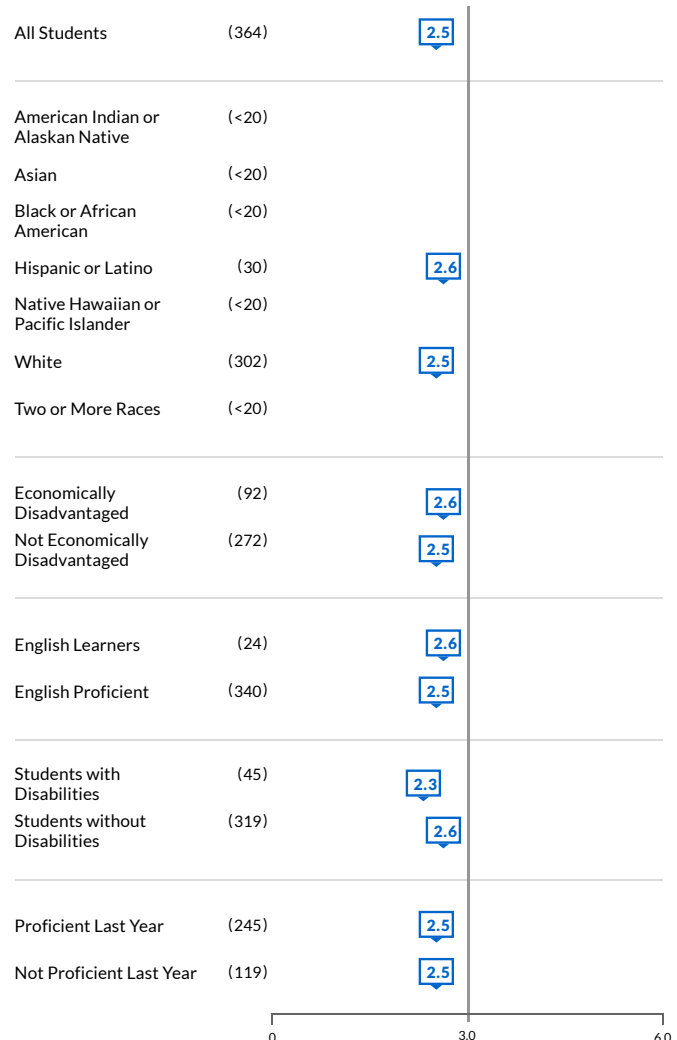 All Students (364) 2.5
American Indian or (<20)
Alaskan Native
Asian (<20)
Black or African (<20)
American
Hispanic or Latino (30) 2.6
Native Hawaiian or (<20)
Pacific Islander
White (302) 2.5
Two or More Races (<20)
Economically (92) 2.6
Disadvantaged
Not Economically (272) 2.5
Disadvantaged
English Learners (24) 2.6
English Proficient (340) 2.5
Students with (45) 2.3
Disabilities
Students without (319) 2.6
Disabilities
Proficient Last Year (245) 2.5
Not Proficient Last Year (119) 2.5
0 3.0 6.0